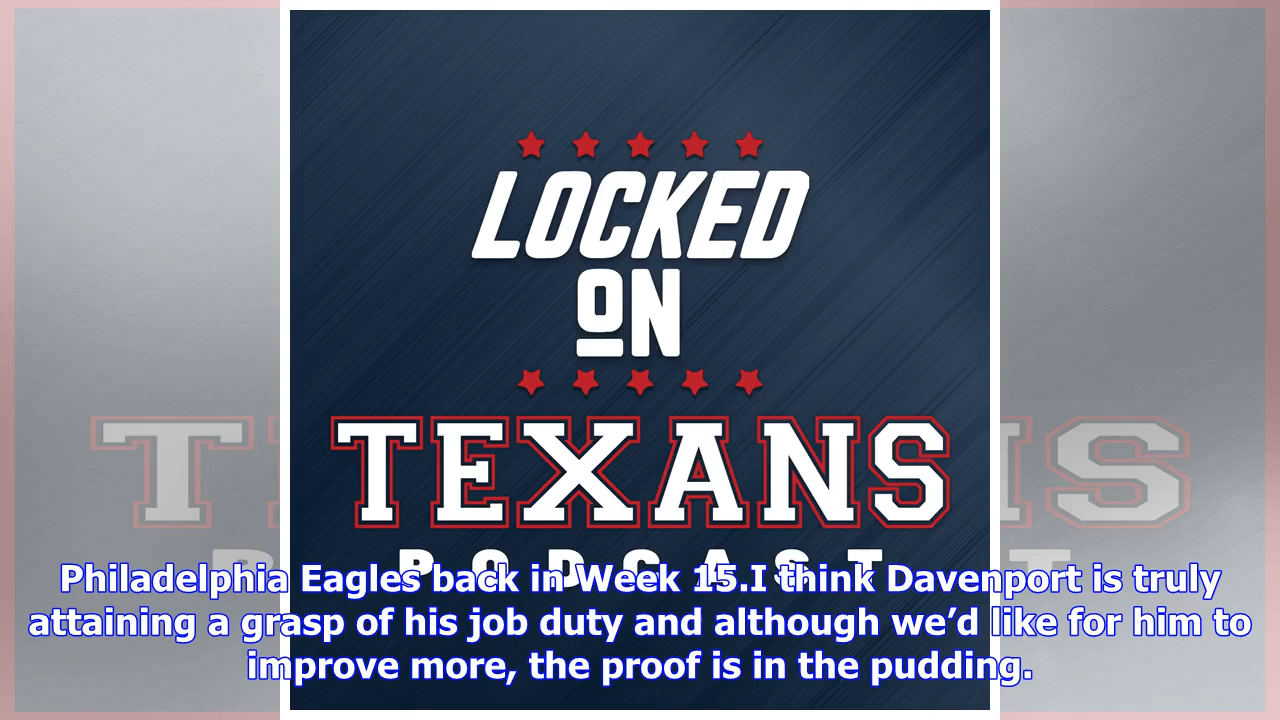 LOCKED
ON
TEXANS
PODCAST
Philadelphia Eagles back in Week 15.I think Davenport is truly
attaining a grasp of his job duty and although we’d like for him to
improve more, the proof is in the pudding.